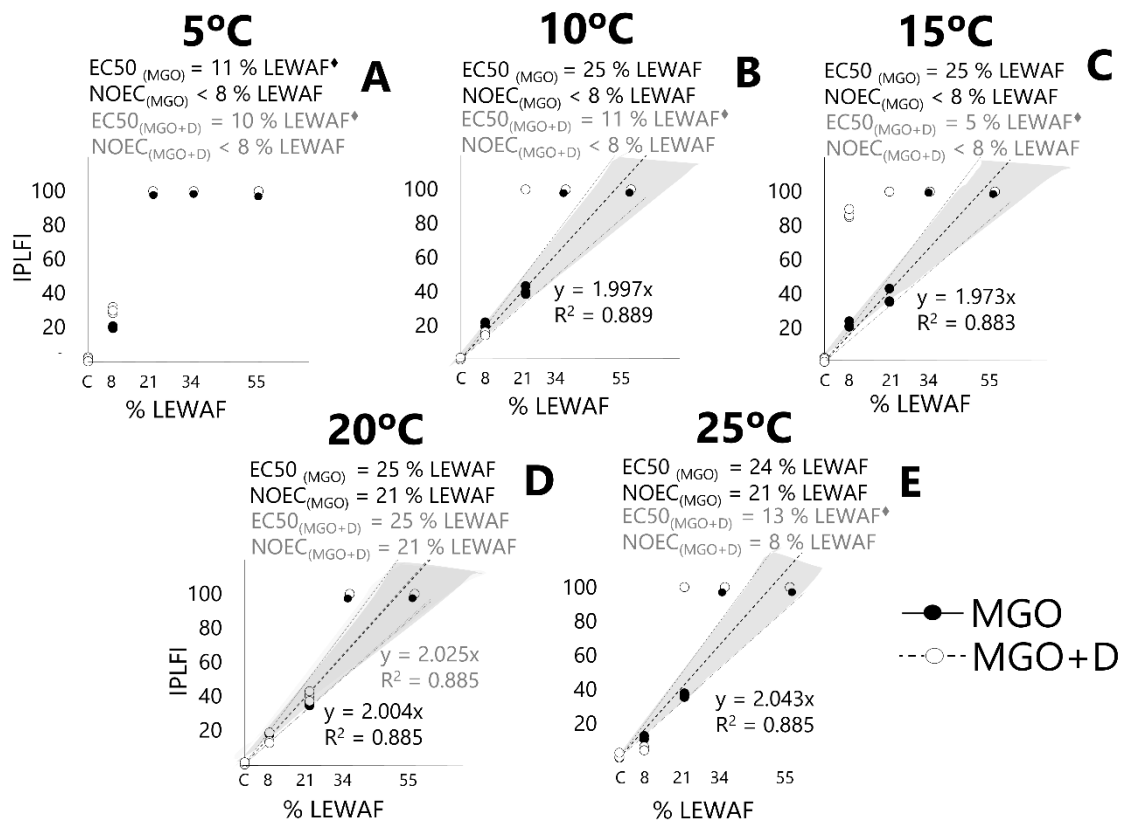 5ºC
EC50 (MGO) = 11 % LEWAF♦
NOEC(MGO) < 8 % LEWAF
EC50(MGO+D) = 10 % LEWAF♦
NOEC(MGO+D) < 8 % LEWAF
A
IPLFI
100
80
60
40
20
C 8 21 34 55
% LEWAF
10ºC
EC50 (MGO) = 25 % LEWAF
NOEC(MGO) < 8 % LEWAF
EC50(MGO+D) = 11 % LEWAF♦
NOEC(MGO+D) < 8 % LEWAF
B
100
80
60
40
20
y = 1.997x
R² = 0.889
C 8 21 34 55
% LEWAF
15ºC
EC50 (MGO) = 25 % LEWAF
NOEC(MGO) < 8 % LEWAF
EC50(MGO+D) = 5 % LEWAF♦
NOEC(MGO+D) < 8 % LEWAF
C
100
80
60
40
20
y = 1.973x
R² = 0.883
C 8 21 34 55
% LEWAF
20ºC
EC50 (MGO) = 25 % LEWAF
NOEC(MGO) = 21 % LEWAF
EC50(MGO+D) = 25 % LEWAF
NOEC(MGO+D) = 21 % LEWAF
D
IPLFI
100
80
60
40
20
y = 2.025x
R² = 0.885
y = 2.004x
R² = 0.885
C 8 21 34 55
% LEWAF
25ºC
EC50 (MGO) = 24 % LEWAF
NOEC(MGO) = 21 % LEWAF
EC50(MGO+D) = 13 % LEWAF♦
NOEC(MGO+D) = 8 % LEWAF
E
100
80
60
40
20
y = 2.043x
R² = 0.885
C 8 21 34 55
% LEWAF
MGO
MGO+D